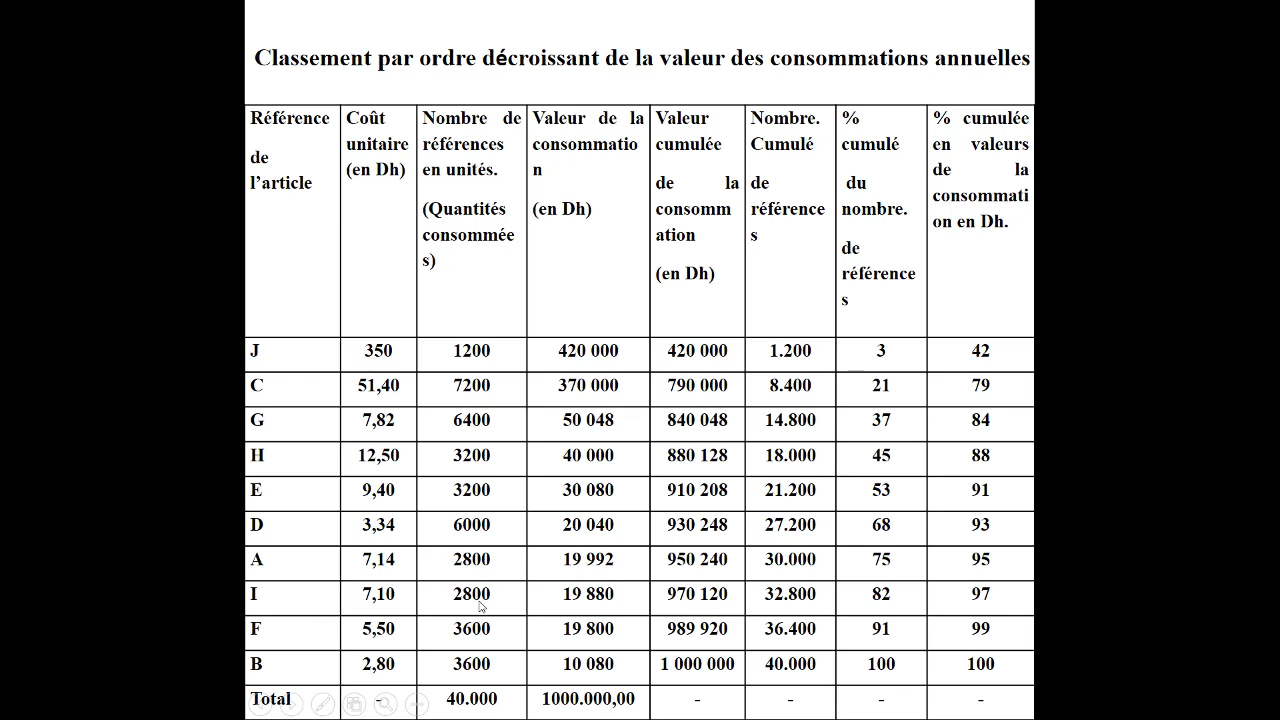 Classement par ordre décroissant de la valeur des consommations annuelles
Référence
de
l’article
Coût
unitaire
(en Dh)
Nombre de
références
en unités.
(Quantités
consommée
s)
Valeur de la
consommatio
n
(en Dh)
Valeur
cumulée
de la
consomm
ation
(en Dh)
Nombre.
Cumulé
de
référence
s
%
cumulé
du
nombre.
de
référence
s
% cumulée
en valeurs
de la
consommati
on en Dh.
J 350 1200 420 000 420 000 1.200 3 42
C 51,40 7200 370 000 790 000 8.400 21 79
G 7,82 6400 50 048 840 048 14.800 37 84
H 12,50 3200 40 000 880 128 18.000 45 88
E 9,40 3200 30 080 910 208 21.200 53 91
D 3,34 6000 20 040 930 248 27.200 68 93
A 7,14 2800 19 992 950 240 30.000 75 95
I 7,10 2800 19 880 970 120 32.800 82 97
F 5,50 3600 19 800 989 920 36.400 91 99
B 2,80 3600 10 080 1 000 000 40.000 100 100
Total - 40.000 1000.000,00 - - - -